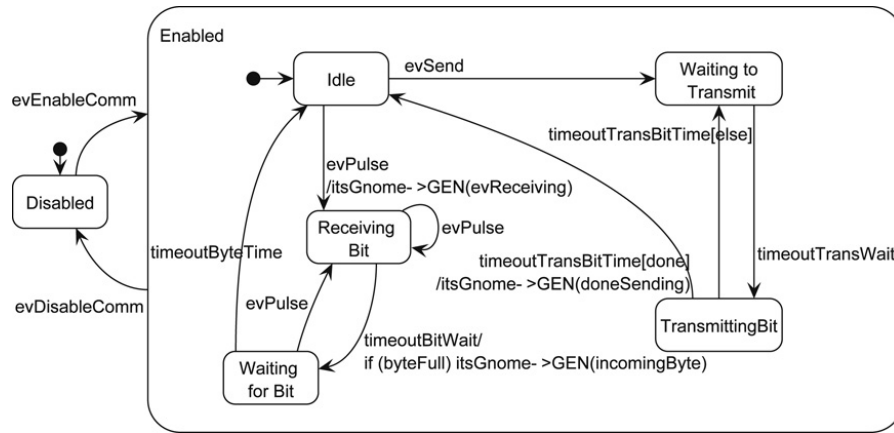 Enabled
Idle
evSend
Waiting to
Transmit
evEnableComm
timeoutTransBitTime[else]
evPulse
/itsGnome- >GEN(evReceiving)
Disabled
Receiving
Bit
evPulse
timeoutByteTime
timeoutTransBitTime[done]
/itsGnome- >GEN(doneSending)
timeoutTransWait
evDisableComm
evPulse
TransmittingBit
timeoutBitWait/
if (byteFull) itsGnome- >GEN(incomingByte)
Waiting
for Bit